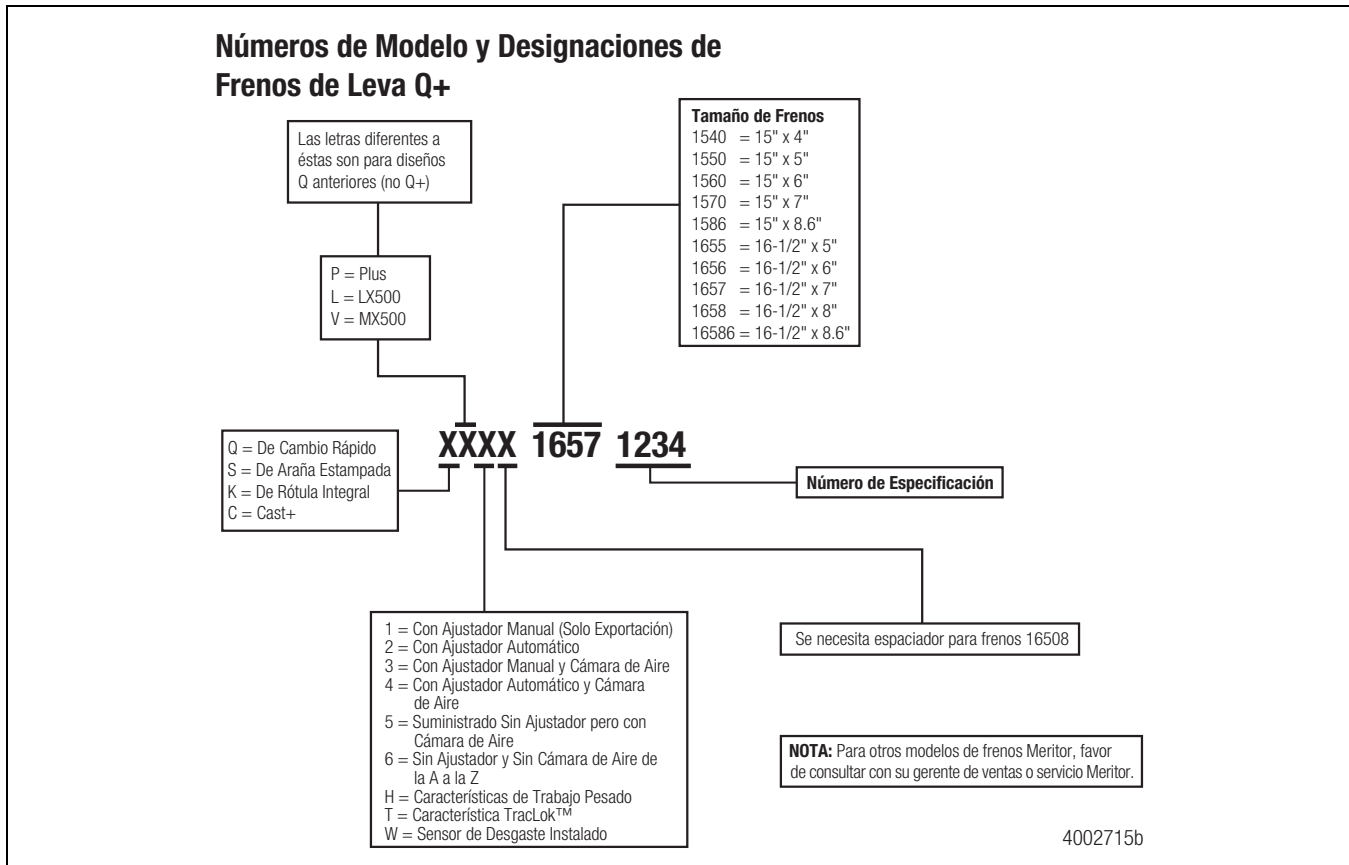 Números de Modelo y Designaciones de
Frenos de Leva Q+
Las letras diferentes a
éstas son para diseños
Q anteriores (no Q+)
Tamaño de Frenos
1540 = 15" x 4"
1550 = 15" x 5"
1560 = 15" x 6"
1570 = 15" x 7"
1586 = 15" x 8.6"
1655 = 16-1/2" x 5"
1656 = 16-1/2" x 6"
1657 = 16-1/2" x 7"
1658 = 16-1/2" x 8"
16586 = 16-1/2" x 8.6"
P = Plus
L = LX500
V = MX500
Q = De Cambio Rápido
S = De Araña Estampada
K = De Rótula Integral
C = Cast+
XXXX 1657 1234
Número de Especificación
1 = Con Ajustador Manual (Solo Exportación)
2 = Con Ajustador Automático
3 = Con Ajustador Manual y Cámara de Aire
4 = Con Ajustador Automático y Cámara
de Aire
5 = Suministrado Sin Ajustador pero con
Cámara de Aire
6 = Sin Ajustador y Sin Cámara de Aire de
la A a la Z
H = Características de Trabajo Pesado
T = Característica TracLok™
W = Sensor de Desgaste Instalado
Se necesita espaciador para frenos 16508
NOTA: Para otros modelos de frenos Meritor, favor
de consultar con su gerente de ventas o servicio Meritor.
4002715b